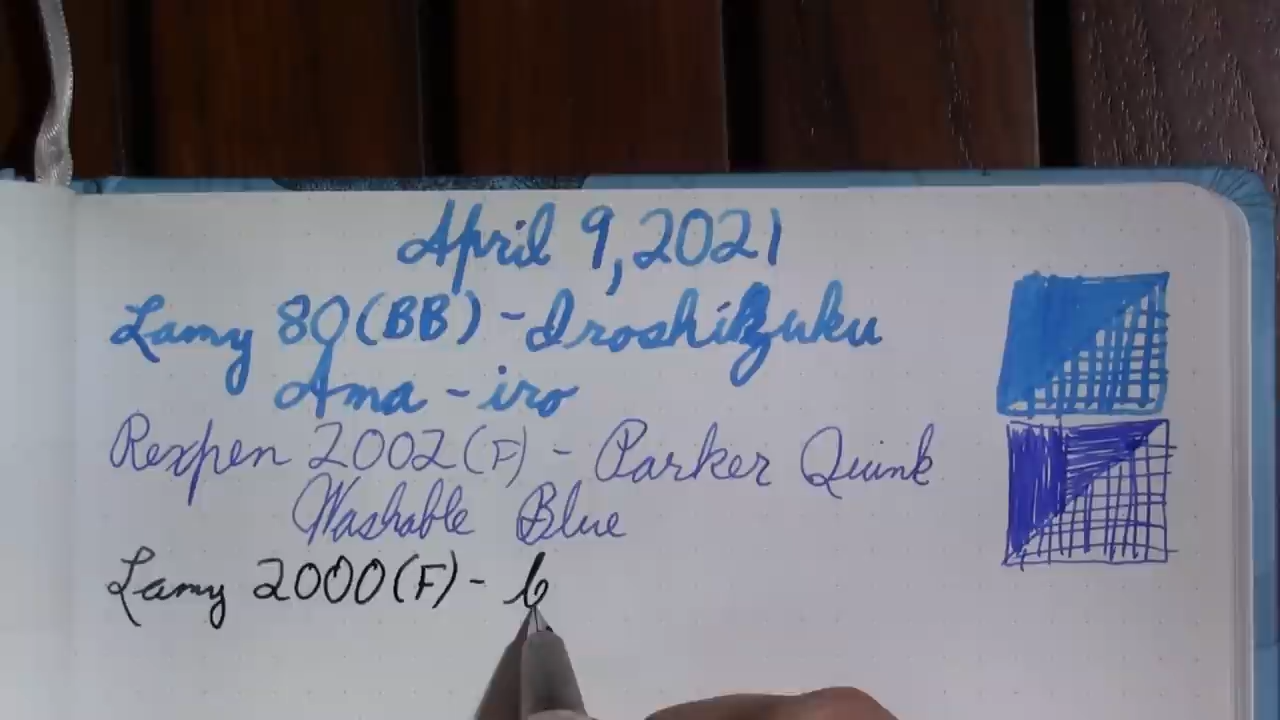 April 9, 2021
Lamy 80 (BB) - Iroshizuku
Ama - iro
Rexpen 2002 (F) - Parker Quink
Washable Blue
Lamy 2000 (F) -